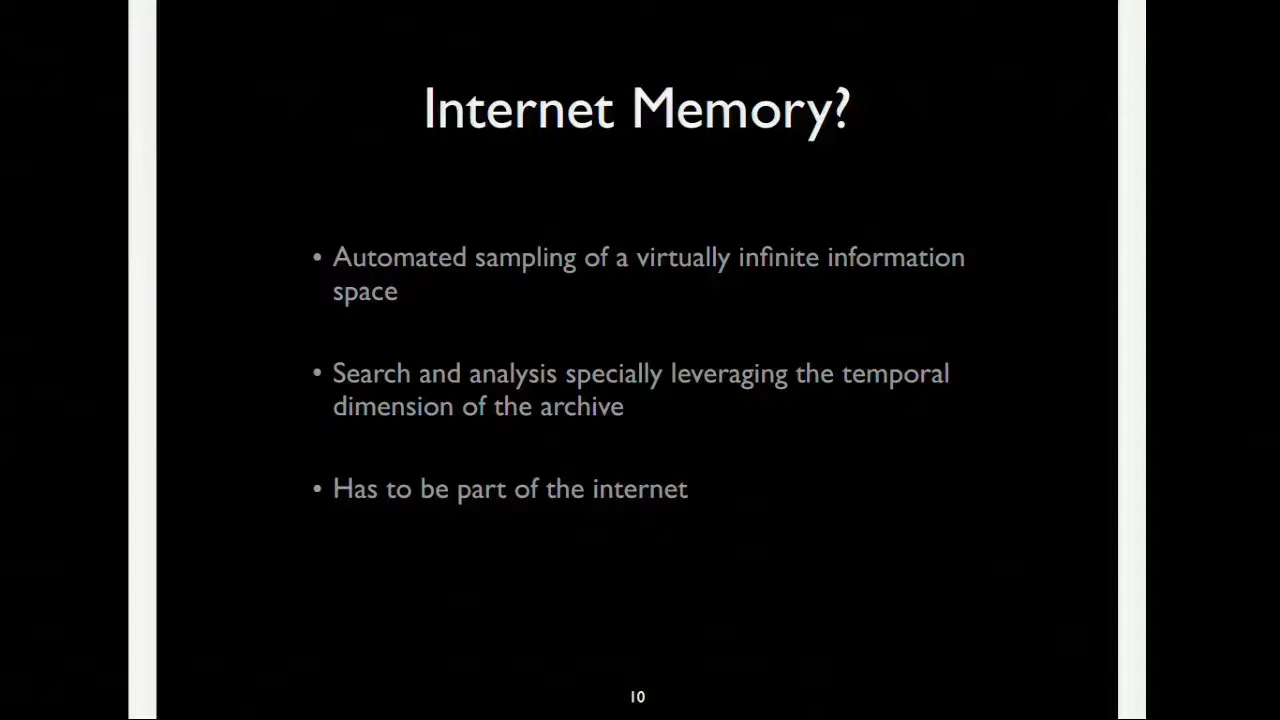 Internet Memory?
• Automated sampling of a virtually infinite information
space
• Search and analysis specially leveraging the temporal
dimension of the archive
• Has to be part of the internet
10